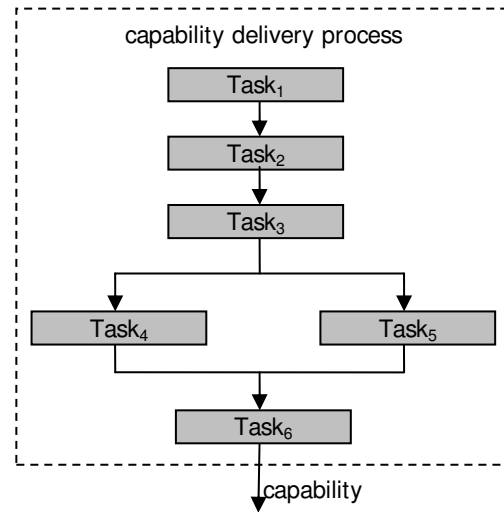 capability delivery process
Task₁
Task₂
Task₃
Task₄
Task₅
Task₆
capability